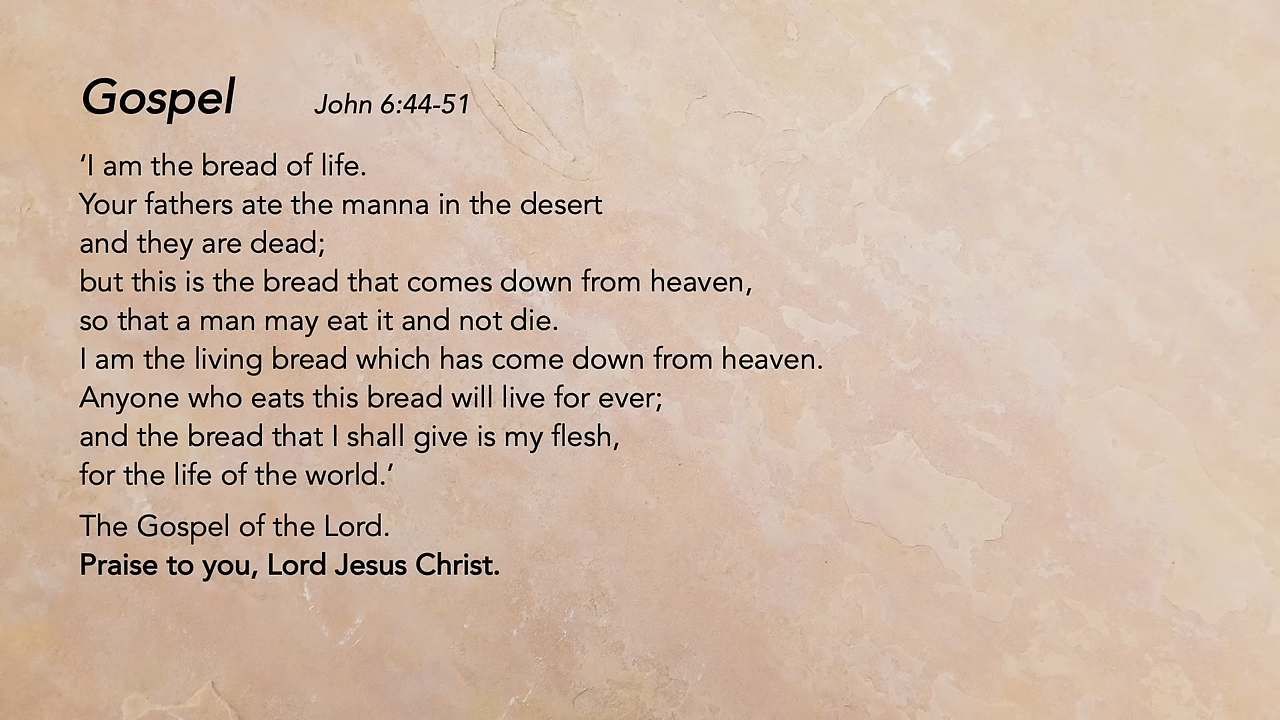 Gospel John 6:44-51
‘I am the bread of life.
Your fathers ate the manna in the desert
and they are dead;
but this is the bread that comes down from heaven,
so that a man may eat it and not die.
I am the living bread which has come down from heaven.
Anyone who eats this bread will live for ever;
and the bread that I shall give is my flesh,
for the life of the world.’
The Gospel of the Lord.
Praise to you, Lord Jesus Christ.